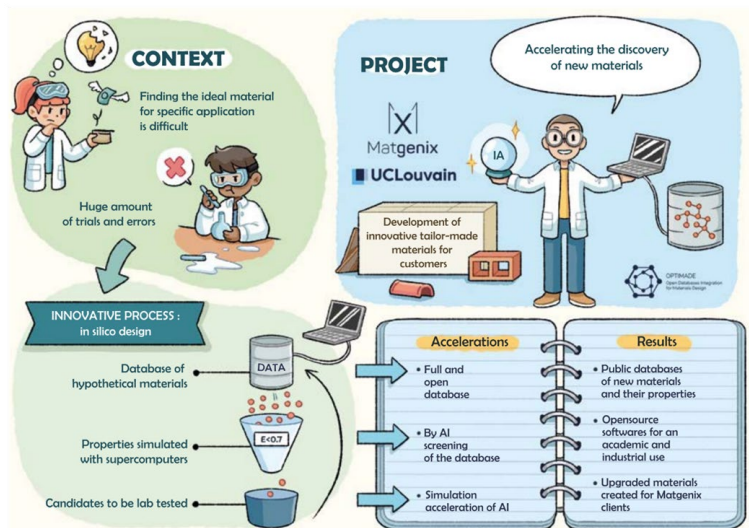 CONTEXT
Finding the ideal material
for specific application
is difficult
Huge amount
of trials and errors
INNOVATIVE PROCESS :
in silico design
Database of
hypothetical materials
DATA
Properties simulated
with supercomputers
E<0.7
Candidates to be lab tested
PROJECT
Accelerating the discovery
of new materials
Matgenix
UCLouvain
IA
Development of
innovative tailor-made
materials for
customers
OPTIMADE
Open Databases Integration
for Materials Design
Accelerations
• Full and
open
database
• By AI
screening
of the database
• Simulation
acceleration of AI
Results
• Public databases
of new materials
and their properties
• Opensource
softwares for an
academic and
industrial use
• Upgraded materials
created for Matgenix
clients